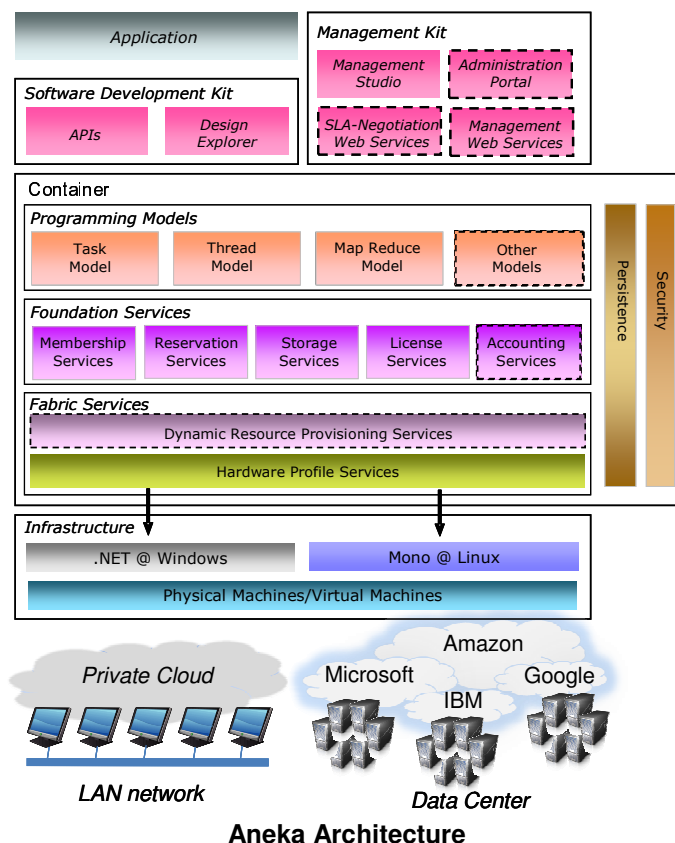 Application
Management Kit
Management
Studio
Administration
Portal
SLA-Negotiation
Web Services
Management
Web Services
Software Development Kit
APIs
Design
Explorer
Container
Programming Models
Task
Model
Thread
Model
Map Reduce
Model
Other
Models
Foundation Services
Membership
Services
Reservation
Services
Storage
Services
License
Services
Accounting
Services
Fabric Services
Dynamic Resource Provisioning Services
Hardware Profile Services
Persistence
Security
Infrastructure
.NET @ Windows
Mono @ Linux
Physical Machines/Virtual Machines
Private Cloud
LAN network
Amazon
Microsoft
Google
IBM
Data Center
Aneka Architecture